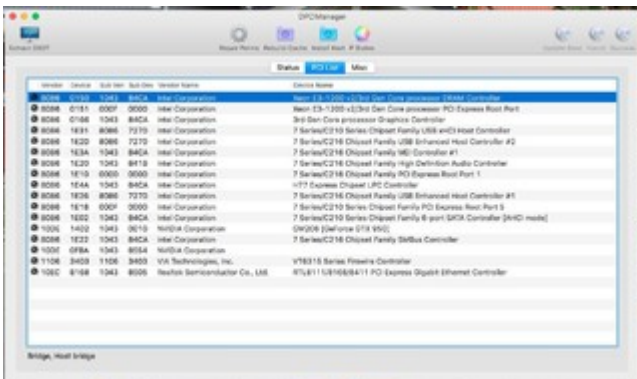 DPCIManager
Extract DSDT
Repair Perms Rebuild Cache Install Kext P States
Status PCI List Misc
Vendor Device Sub Ven Sub Dev Vendor Name Device Name
8086 0150 1043 84CA Intel Corporation Xeon E3-1200 v2/3rd Gen Core processor DRAM Controller
8086 0151 Intel Corporation Xeon E3-1200 v2/3rd Gen Core processor PCI Express Root Port
8086 1043 84CA Intel Corporation 3rd Gen Core processor Graphics Controller
8086 1E31 8086 7270 Intel Corporation 7 Series/C210 Series Chipset Family USB xHCI Host Controller
8086 1E2D 8086 7270 Intel Corporation 7 Series/C216 Chipset Family USB Enhanced Host Controller #2
8086 1E3A 1043 84CA Intel Corporation 7 Series/C216 Chipset Family MEI Controller #1
8086 1E20 1043 Intel Corporation 7 Series/C216 Chipset Family High Definition Audio Controller
8086 1E10 0000 0000 Intel Corporation 7 Series/C216 Chipset Family PCI Express Root Port 1
8086 1E4A 1043 84CA Intel Corporation H77 Express Chipset LPC Controller
8086 1E26 8086 7270 Intel Corporation 7 Series/C216 Chipset Family USB Enhanced Host Controller #1
8086 1E18 0000 Intel Corporation 7 Series/C210 Series Chipset Family PCI Express Root Port 5
8086 1E02 1043 84CA Intel Corporation 7 Series/C210 Series Chipset Family 6-port SATA Controller [AHCI mode]
10DE 1402 1043 NVIDIA Corporation GM206 [GeForce GTX 950]
8086 1E22 1043 84CA Intel Corporation 7 Series/C216 Chipset Family SMBus Controller
10DE 0FBA 1043 NVIDIA Corporation
1106 3403 1106 3403 VIA Technologies, Inc. VT6315 Series Firewire Controller
10EC 8168 1043 8505 Realtek Semiconductor Co., Ltd. RTL8111/8168/8411 PCI Express Gigabit Ethernet Controller
Bridge, Host bridge